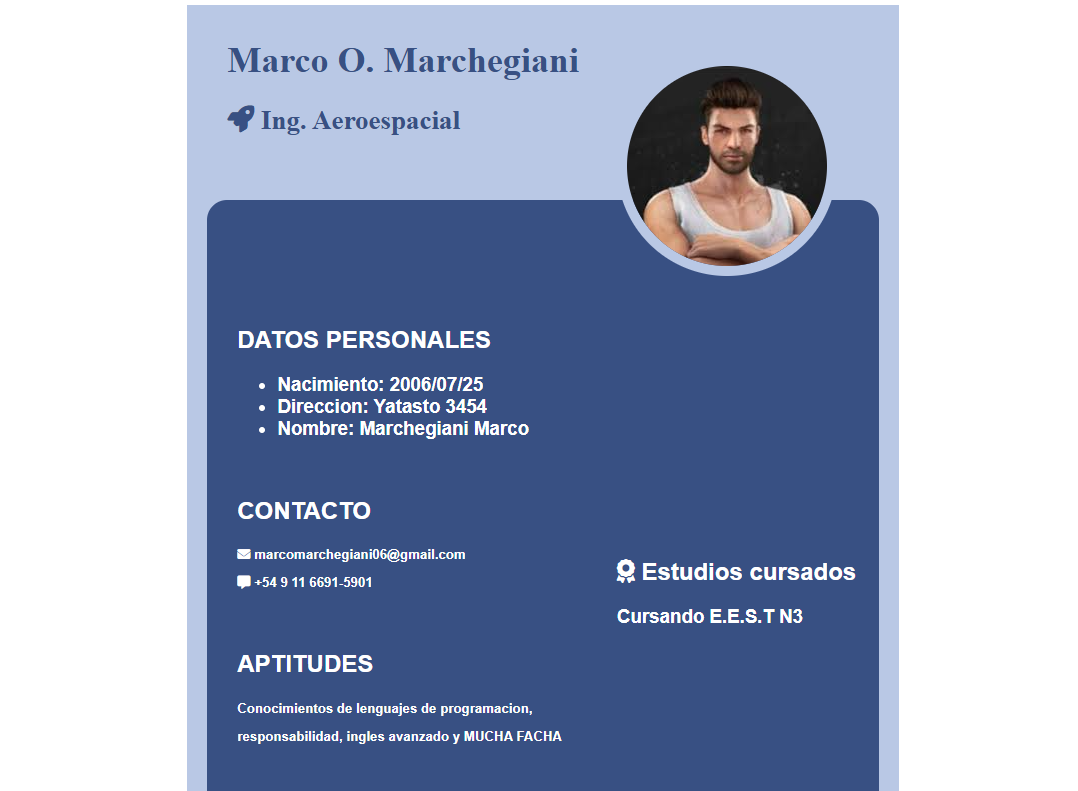 Marco O. Marchegiani
Ing. Aeroespacial
DATOS PERSONALES
Nacimiento: 2006/07/25
Direccion: Yatasto 3454
Nombre: Marchegiani Marco
CONTACTO
marcomarchegiani06@gmail.com
+54 9 11 6691-5901
Estudios cursados
Cursando E.E.S.T N3
APTITUDES
Conocimientos de lenguajes de programacion,
responsabilidad, ingles avanzado y MUCHA FACHA